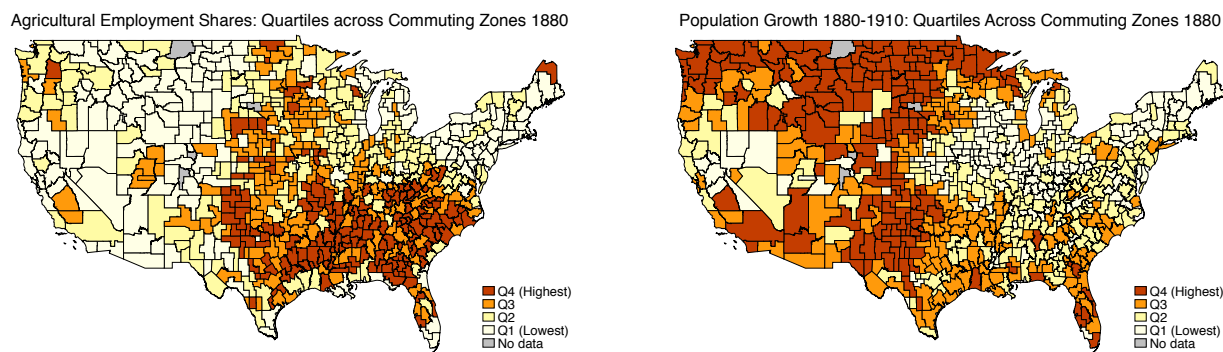 Agricultural Employment Shares: Quartiles across Commuting Zones 1880
Q4 (Highest)
Q3
Q2
Q1 (Lowest)
No data
Population Growth 1880-1910: Quartiles Across Commuting Zones 1880
Q4 (Highest)
Q3
Q2
Q1 (Lowest)
No data